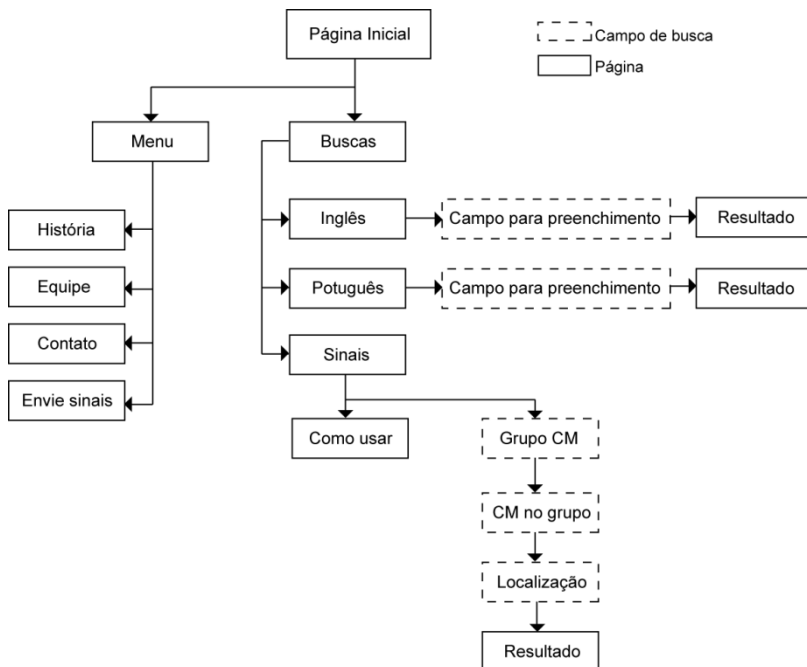 Página Inicial
Campo de busca
Página
Menu
Buscas
História
Inglês
Campo para preenchimento
Resultado
Equipe
Potuguês
Campo para preenchimento
Resultado
Contato
Sinais
Envie sinais
Como usar
Grupo CM
CM no grupo
Localização
Resultado